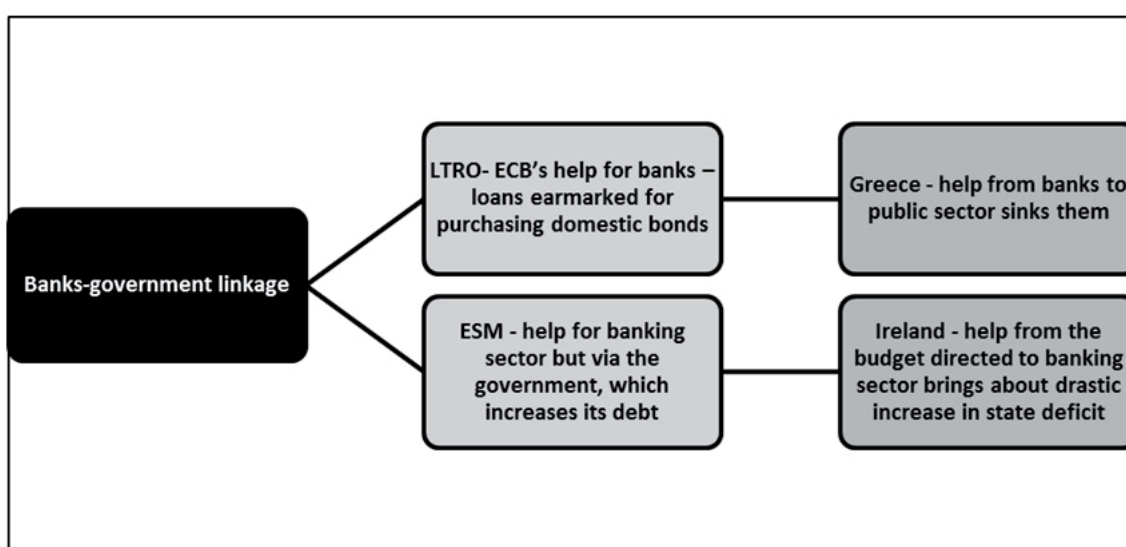 Banks-government linkage
LTRO- ECB's help for banks –
loans earmarked for
purchasing domestic bonds
Greece - help from banks to
public sector sinks them
ESM - help for banking
sector but via the
government, which
increases its debt
Ireland - help from the
budget directed to banking
sector brings about drastic
increase in state deficit